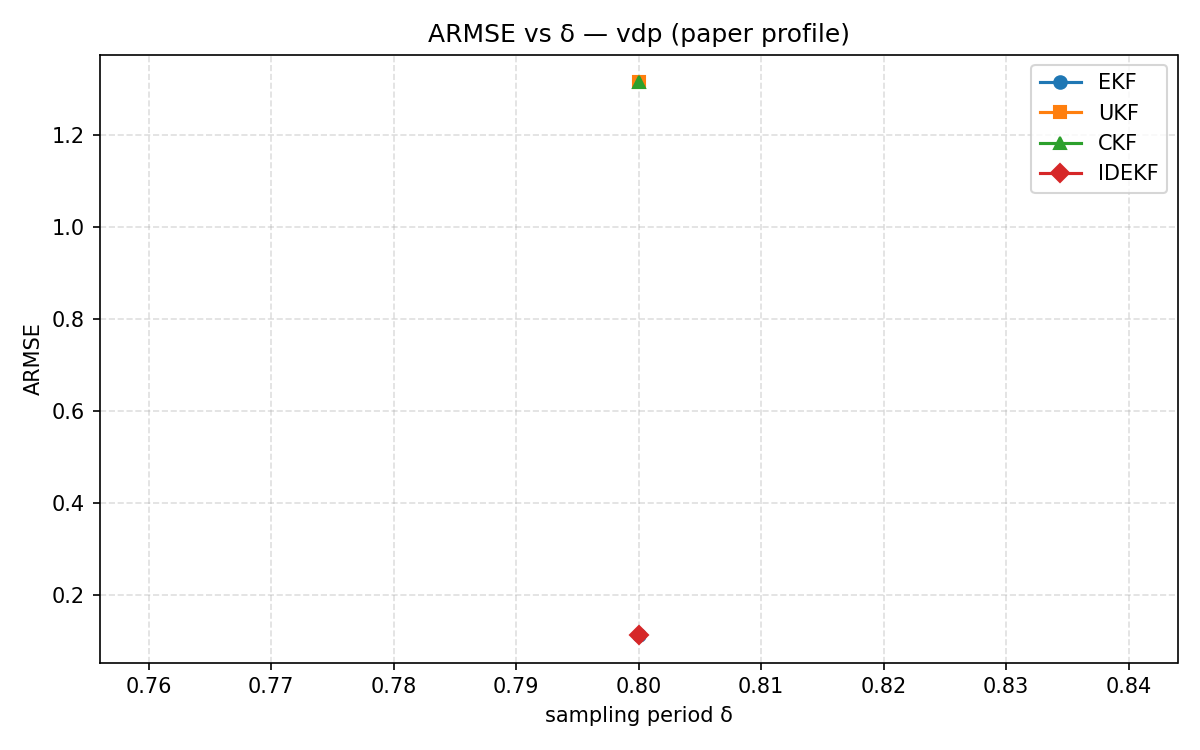 ARMSE vs δ — vdp (paper profile)
EKF
UKF
CKF
IDEKF
ARMSE
1.2
1.0
0.8
0.6
0.4
0.2
0.76 0.77 0.78 0.79 0.80 0.81 0.82 0.83 0.84
sampling period δ